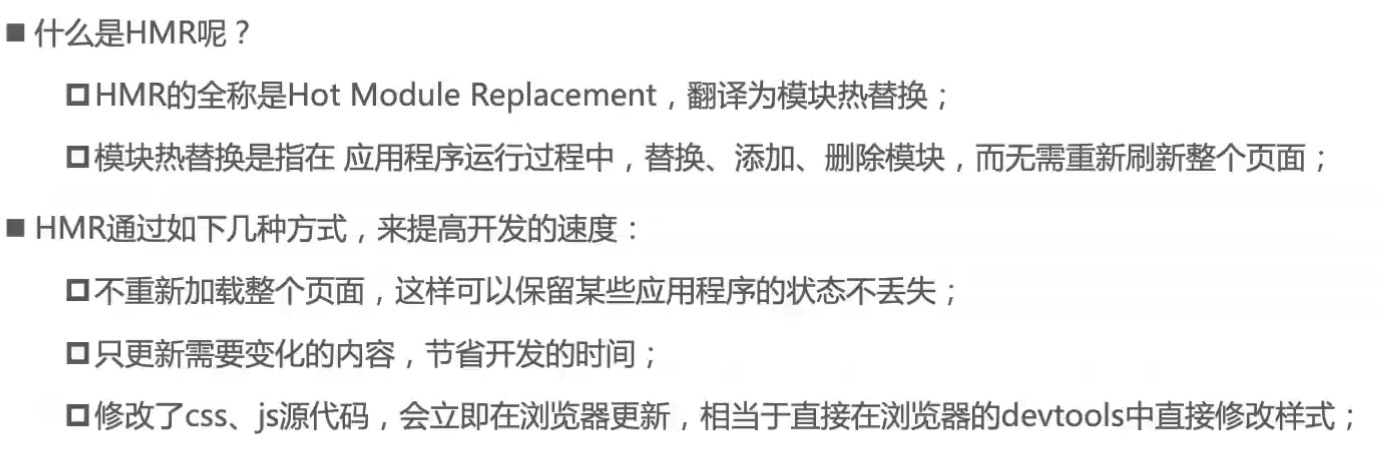 什么是HMR呢？
HMR的全称是Hot Module Replacement，翻译为模块热替换；
模块热替换是指在 应用程序运行过程中，替换、添加、删除模块，而无需重新刷新整个页面；
HMR通过如下几种方式，来提高开发的速度：
不重新加载整个页面，这样可以保留某些应用程序的状态不丢失；
只更新需要变化的内容，节省开发的时间；
修改了css、js源代码，会立即在浏览器更新，相当于直接在浏览器的devtools中直接修改样式；